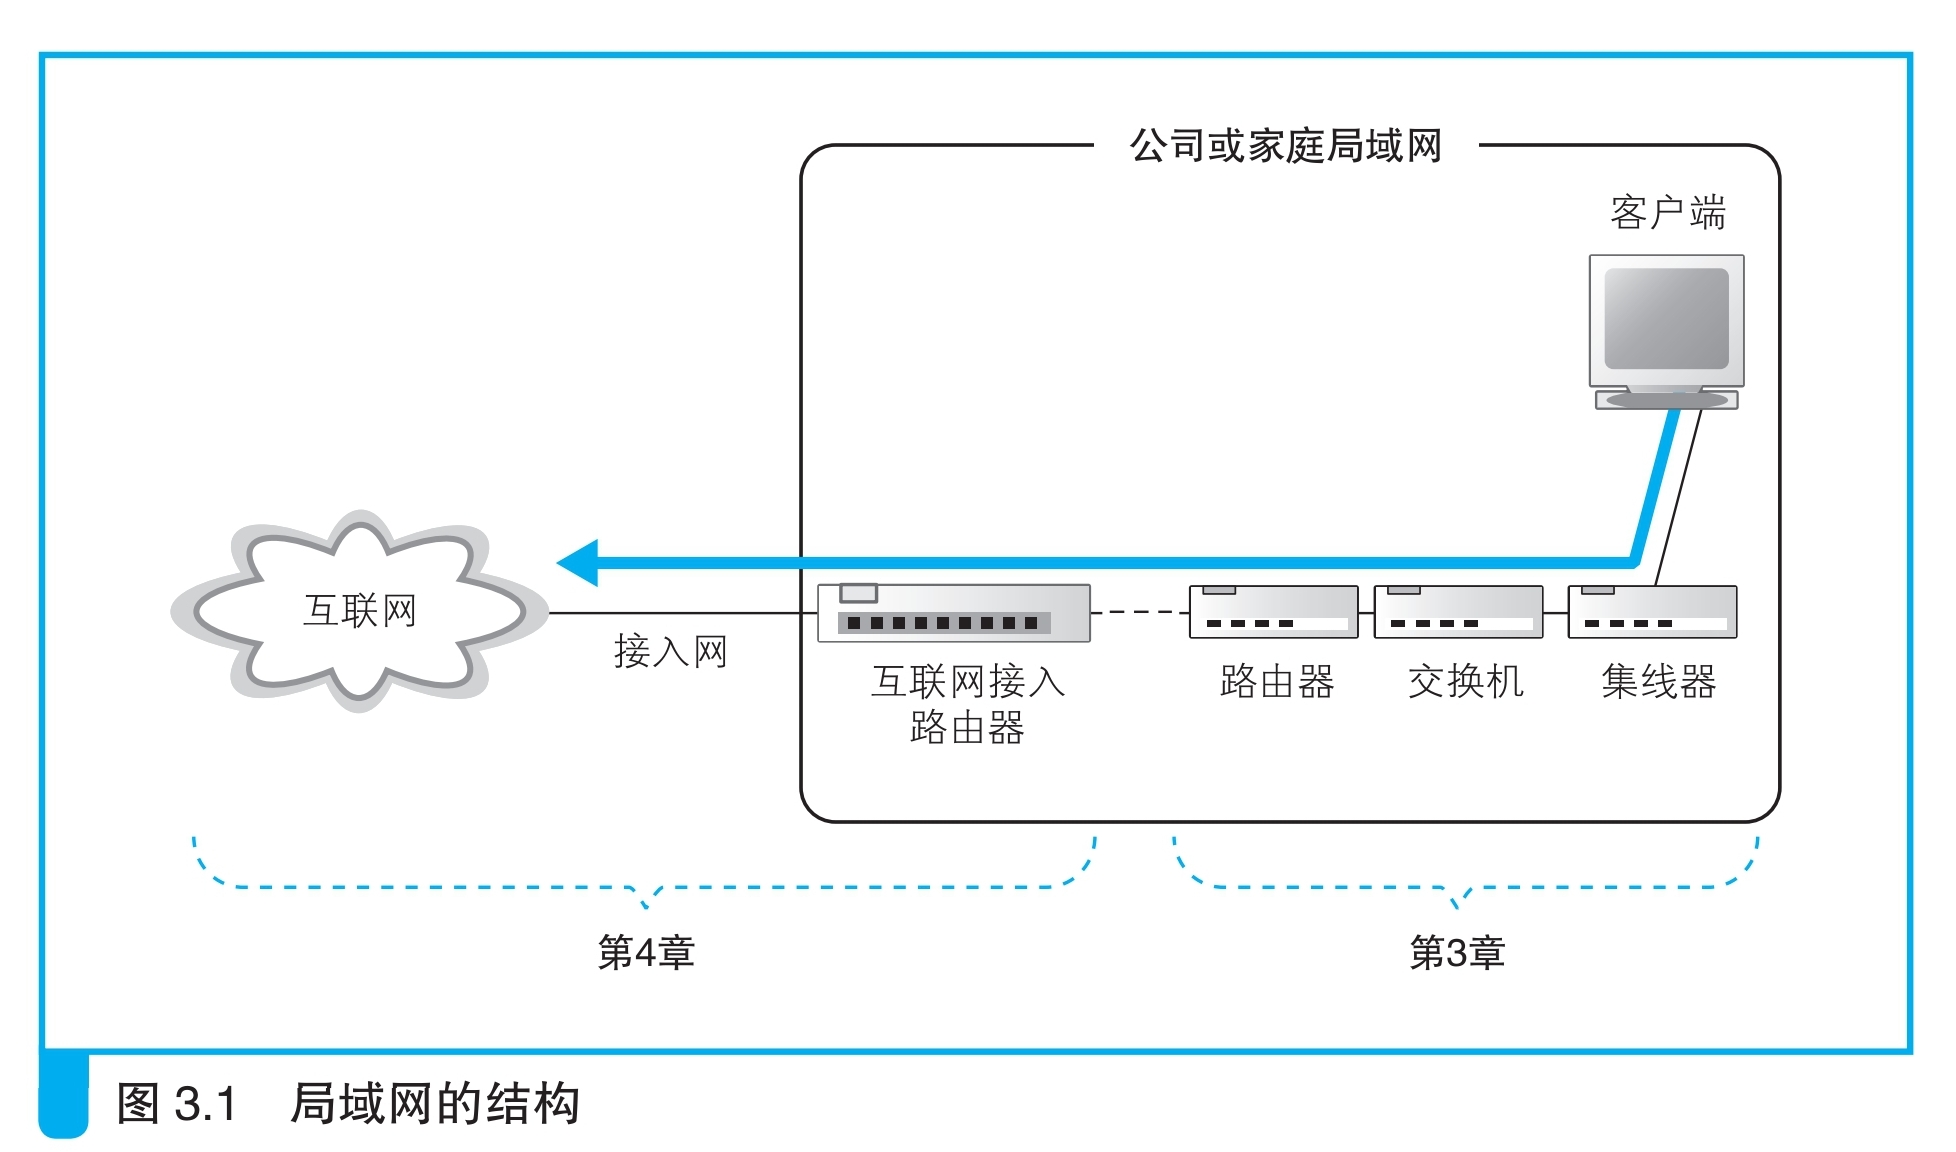 公司或家庭局域网
客户端
互联网
接入网
互联网接入
路由器
路由器
交换机
集线器
第4章
第3章
图 3.1 局域网的结构